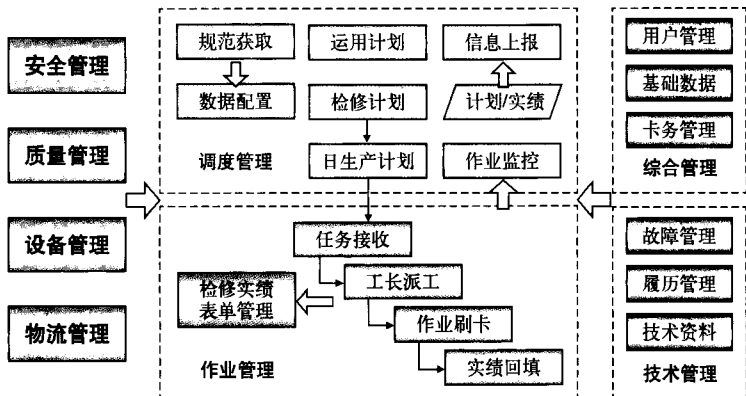 安全管理
质量管理
设备管理
物流管理
规范获取
运用计划
信息上报
数据配置
检修计划
计划/实绩
调度管理
日生产计划
作业监控
任务接收
工长派工
检修实绩
表单管理
作业刷卡
实绩回填
作业管理
用户管理
基础数据
卡务管理
综合管理
故障管理
履历管理
技术资料
技术管理